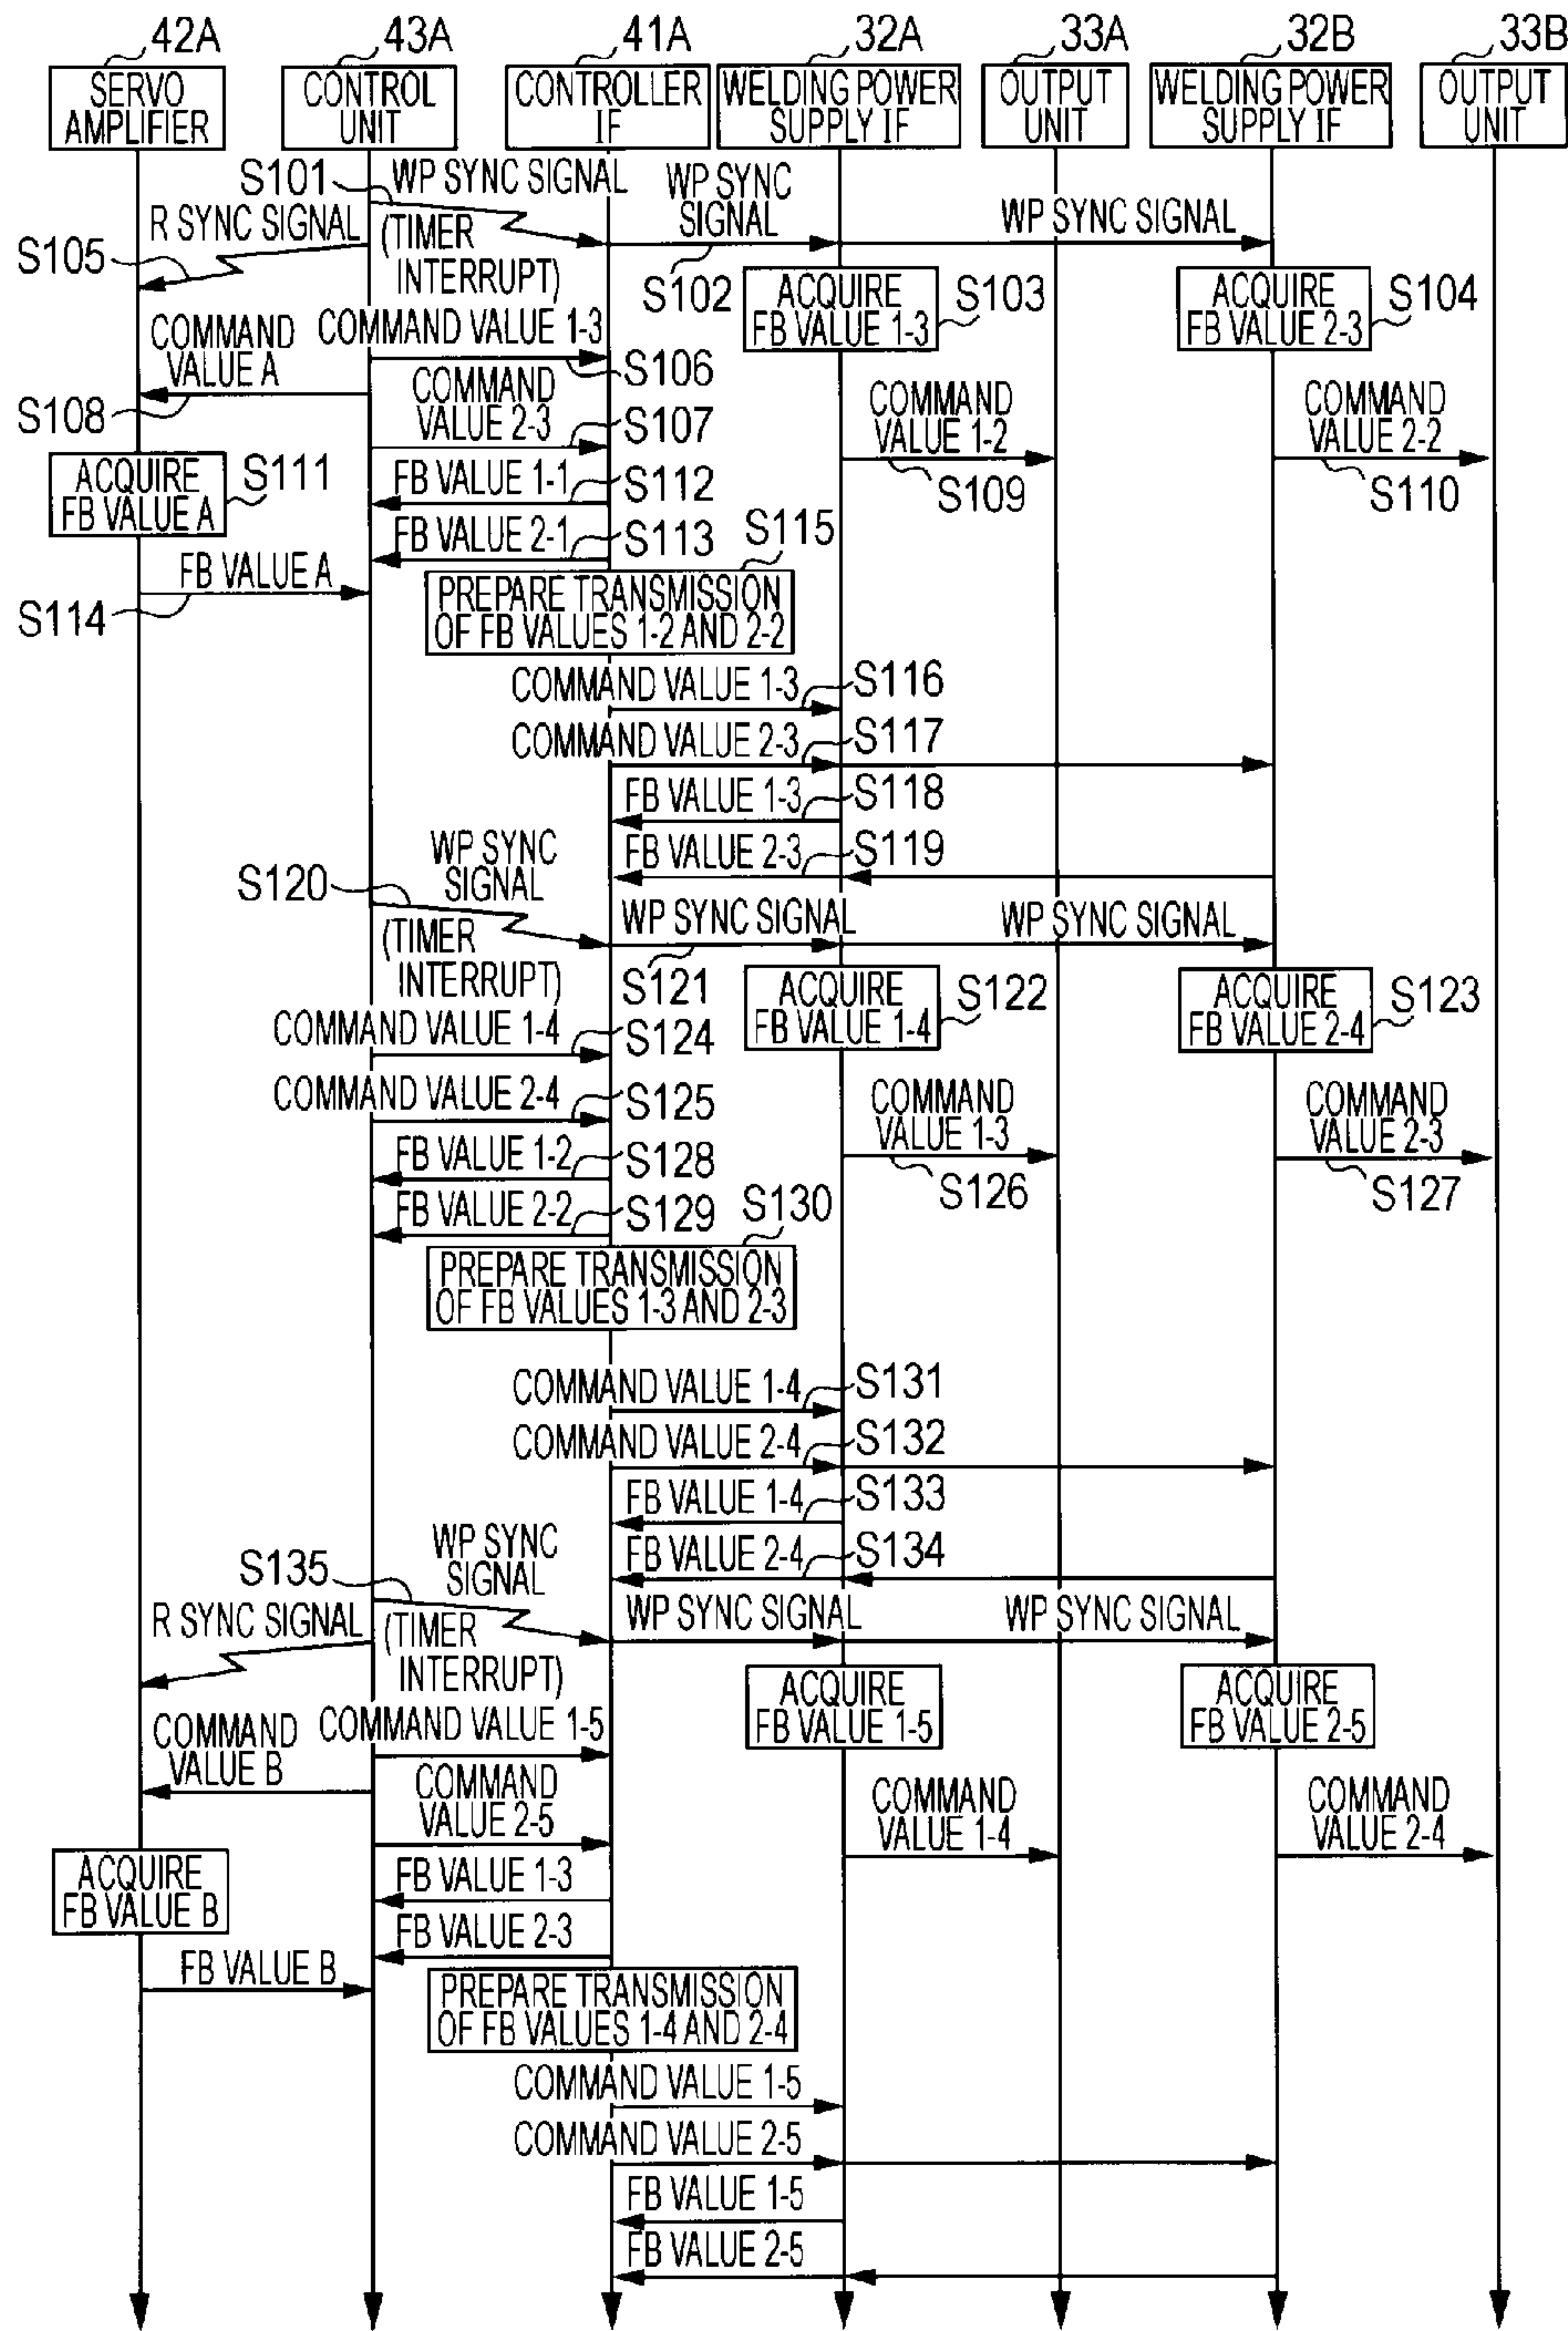 42A 43A 41A 32A 33A 32B 33B
SERVO AMPLIFIER
CONTROL UNIT
CONTROLLER IF
WELDING POWER SUPPLY IF
OUTPUT UNIT
WELDING POWER SUPPLY IF
OUTPUT UNIT
S101 WP SYNC SIGNAL
WP SYNC SIGNAL
WP SYNC SIGNAL
R SYNC SIGNAL
(TIMER INTERRUPT)
S105
S102
ACQUIRE FB VALUE 1-3
S103
ACQUIRE FB VALUE 2-3
S104
COMMAND VALUE A
COMMAND VALUE 1-3
S106
S108
COMMAND VALUE 2-3
S107
COMMAND VALUE 1-2
S109
COMMAND VALUE 2-2
S110
ACQUIRE FB VALUE A
S111
FB VALUE 1-1
S112
FB VALUE 2-1
S113
S115
FB VALUE A
S114
PREPARE TRANSMISSION
OF FB VALUES 1-2 AND 2-2
COMMAND VALUE 1-3
S116
COMMAND VALUE 2-3
S117
FB VALUE 1-3
S118
FB VALUE 2-3
S119
S120
WP SYNC SIGNAL
(TIMER INTERRUPT)
WP SYNC SIGNAL
WP SYNC SIGNAL
S121
ACQUIRE FB VALUE 1-4
S122
ACQUIRE FB VALUE 2-4
S123
COMMAND VALUE 1-4
S124
COMMAND VALUE 2-4
S125
COMMAND VALUE 1-3
S126
COMMAND VALUE 2-3
S127
FB VALUE 1-2
S128
FB VALUE 2-2
S129
S130
PREPARE TRANSMISSION
OF FB VALUES 1-3 AND 2-3
COMMAND VALUE 1-4
S131
COMMAND VALUE 2-4
S132
FB VALUE 1-4
S133
FB VALUE 2-4
S134
S135
WP SYNC SIGNAL
R SYNC SIGNAL
(TIMER INTERRUPT)
WP SYNC SIGNAL
WP SYNC SIGNAL
ACQUIRE FB VALUE 1-5
ACQUIRE FB VALUE 2-5
COMMAND VALUE B
COMMAND VALUE 1-5
COMMAND VALUE 2-5
COMMAND VALUE 1-4
COMMAND VALUE 2-4
ACQUIRE FB VALUE B
FB VALUE 1-3
FB VALUE 2-3
FB VALUE B
PREPARE TRANSMISSION
OF FB VALUES 1-4 AND 2-4
COMMAND VALUE 1-5
COMMAND VALUE 2-5
FB VALUE 1-5
FB VALUE 2-5